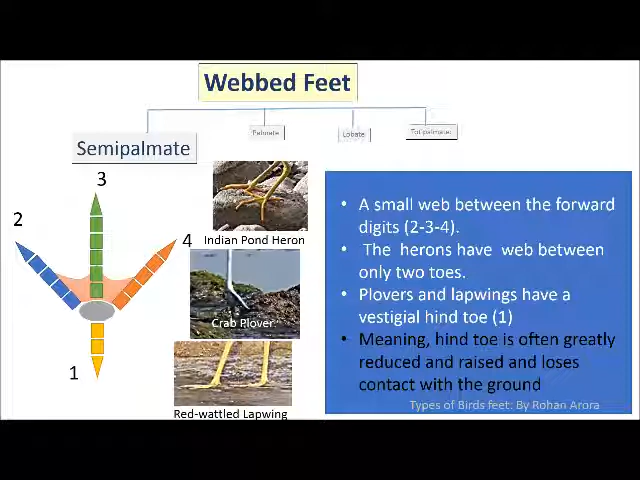 Webbed Feet
Semipalmate
Palmate
Lobate
Totipalmate
3
2
4
1
Indian Pond Heron
Crab Plover
Red-wattled Lapwing
• A small web between the forward
digits (2-3-4).
• The herons have web between
only two toes.
• Plovers and lapwings have a
vestigial hind toe (1)
• Meaning, hind toe is often greatly
reduced and raised and loses
contact with the ground
Types of Birds feet: By Rohan Arora